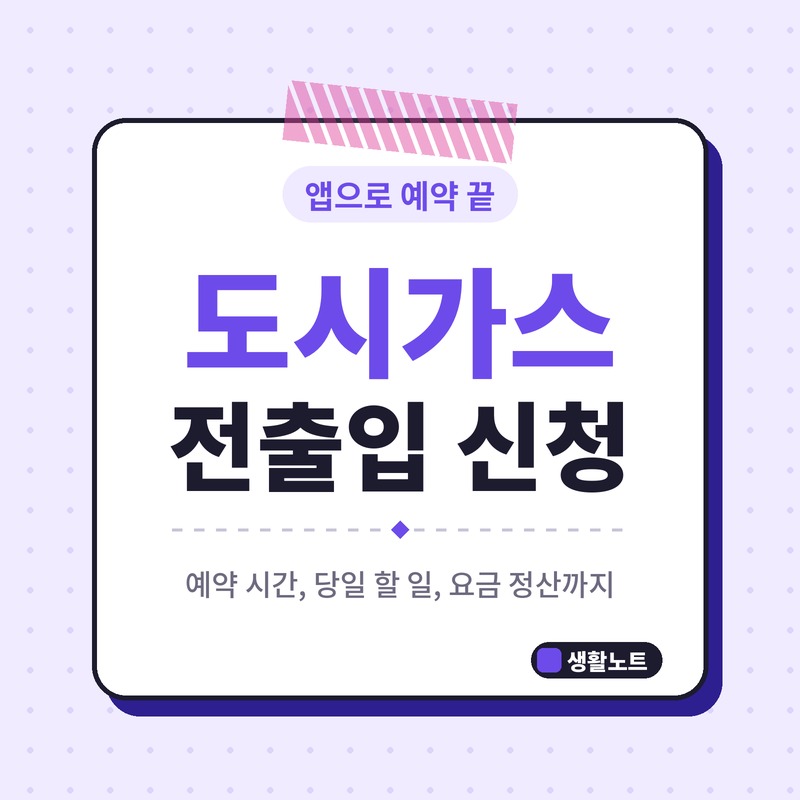 앱으로 예약 끝
도시가스
전출입 신청
예약 시간, 당일 할 일, 요금 정산까지
생활노트